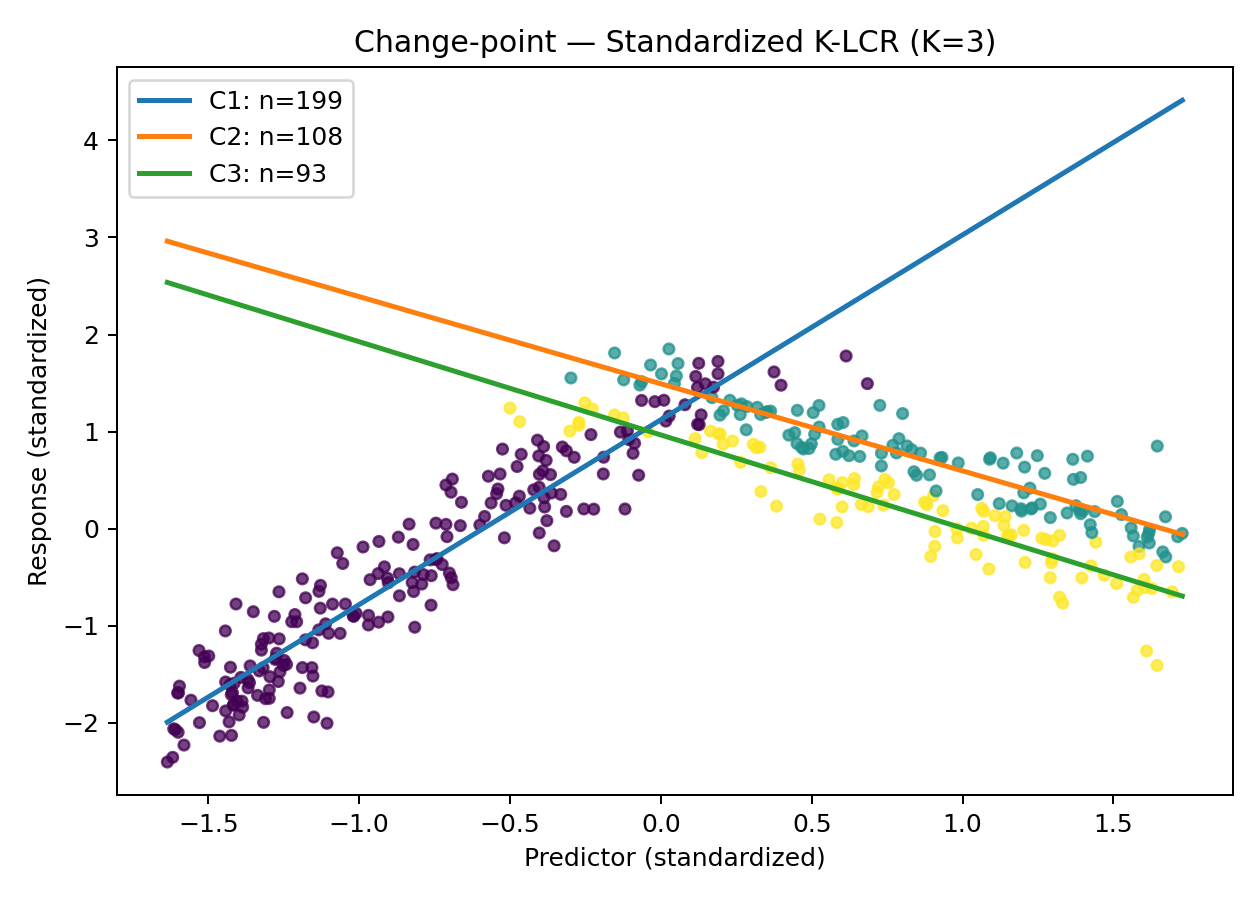 Change-point — Standardized K-LCR (K=3)
C1: n=199
C2: n=108
C3: n=93
Response (standardized)
4
3
2
1
0
−1
−2
−1.5
−1.0
−0.5
0.0
0.5
1.0
1.5
Predictor (standardized)